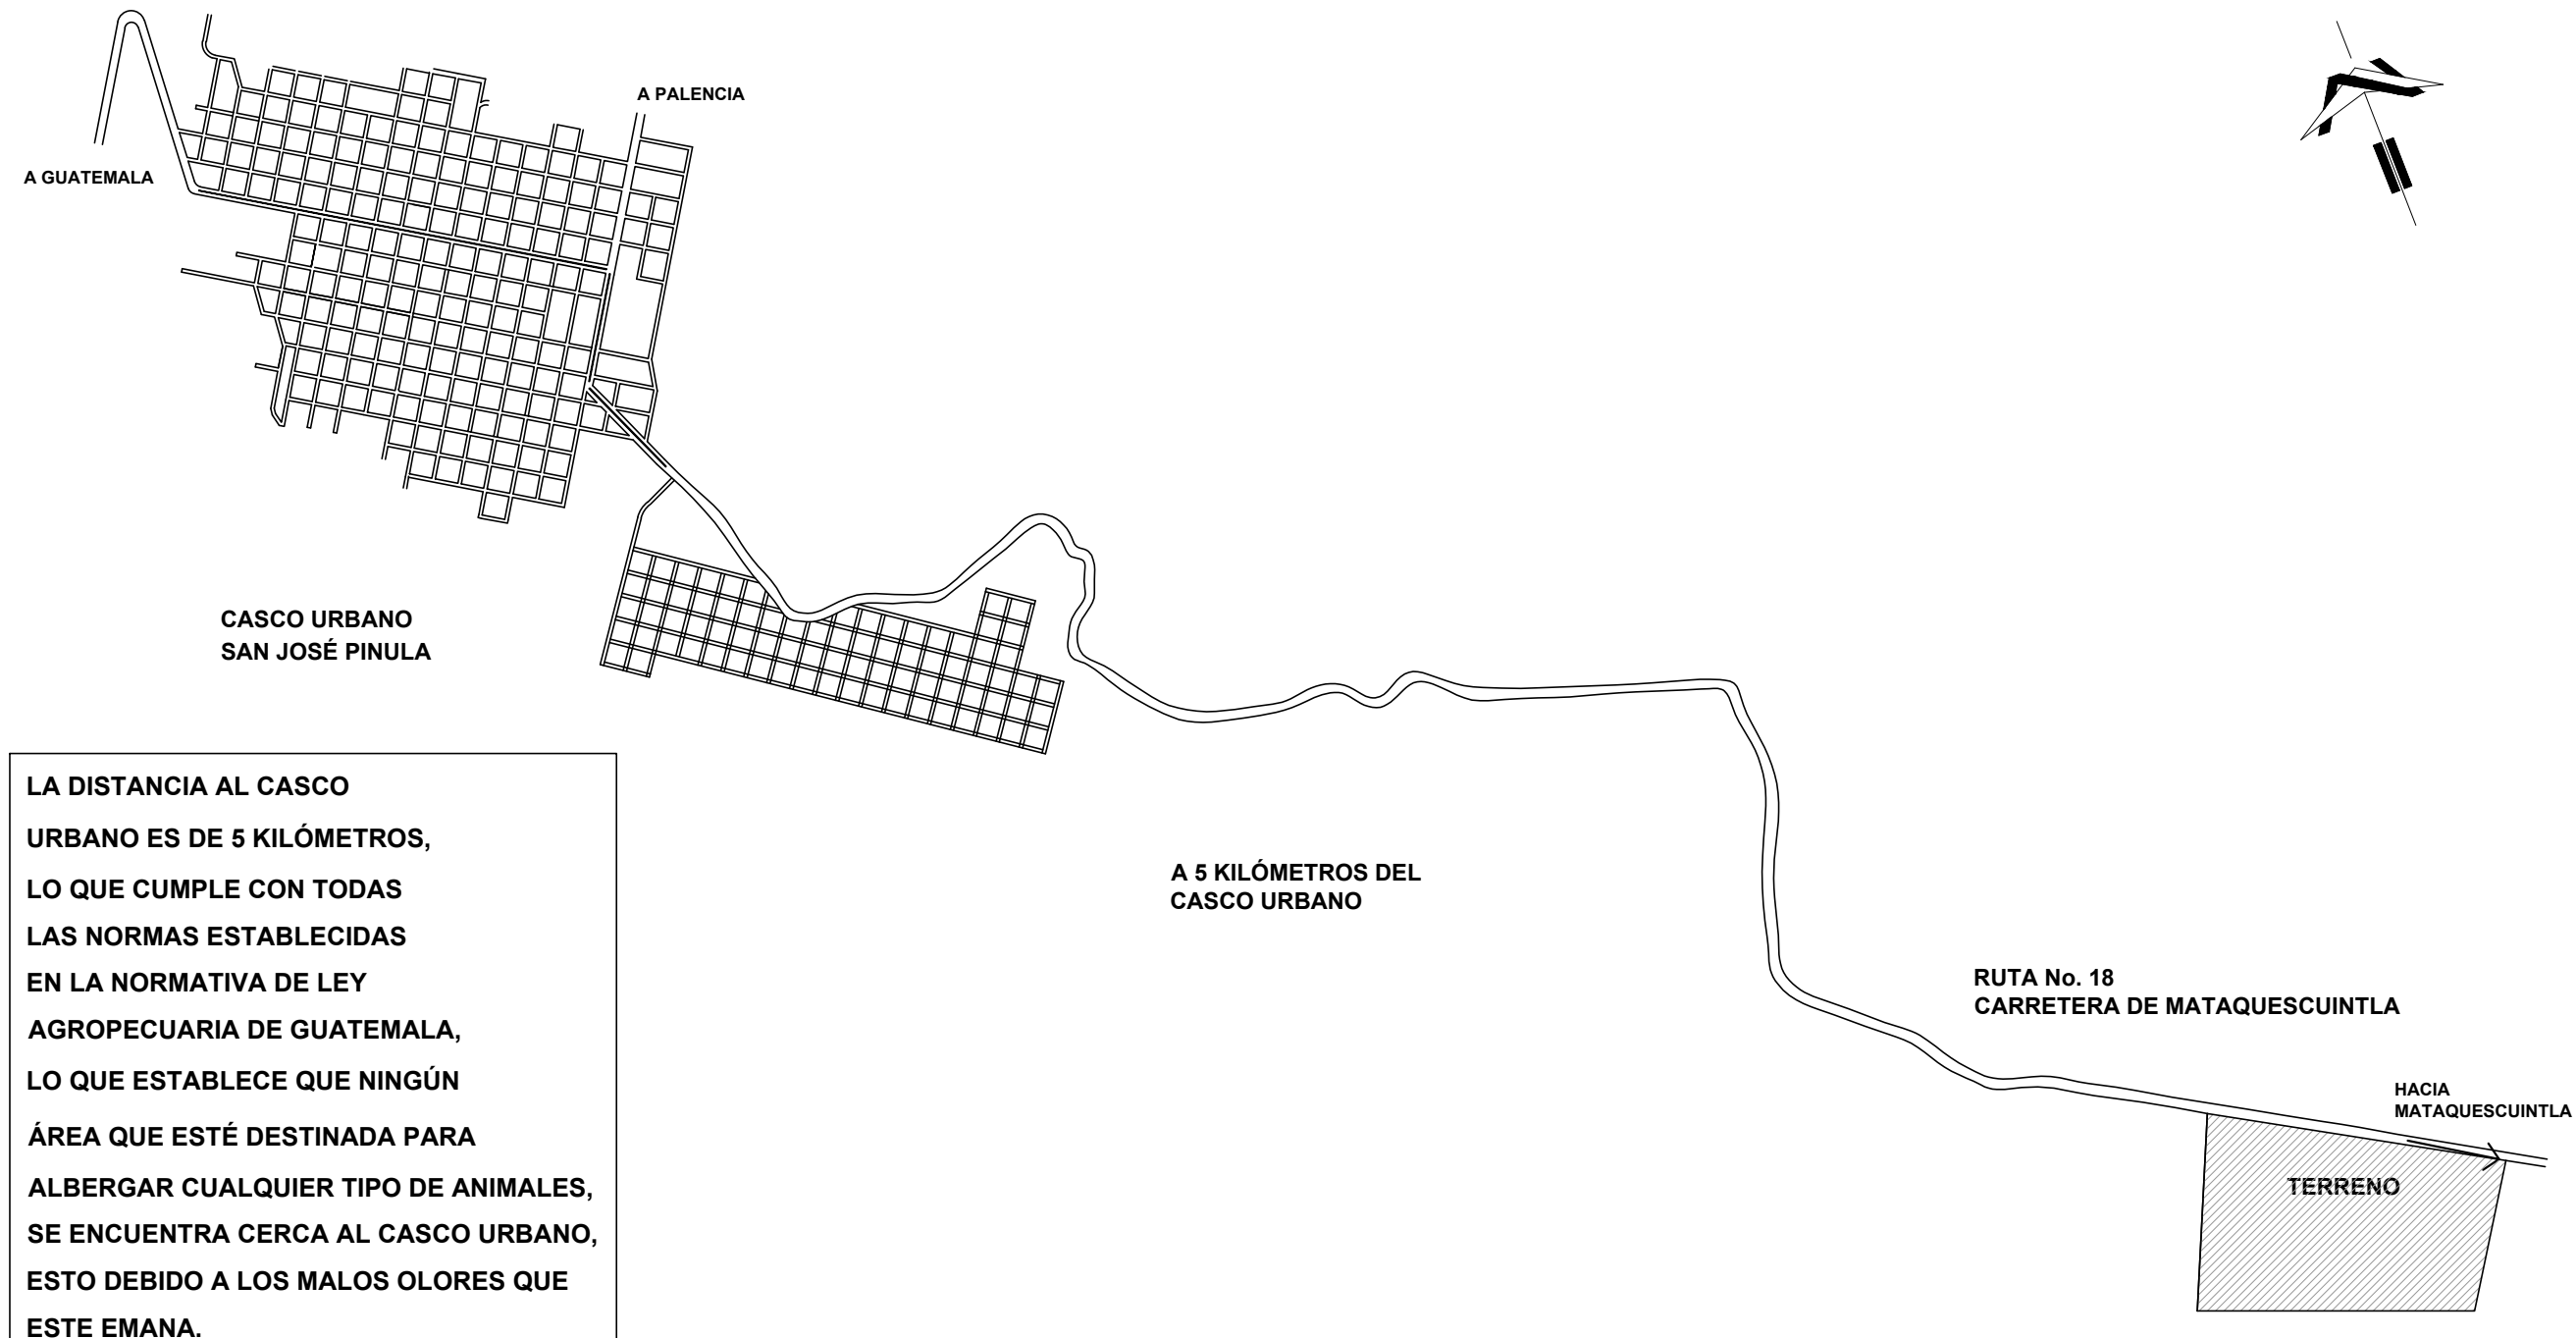 A PALENCIA
A GUATEMALA
CASCO URBANO
SAN JOSÉ PINULA
LA DISTANCIA AL CASCO
URBANO ES DE 5 KILÓMETROS,
LO QUE CUMPLE CON TODAS
LAS NORMAS ESTABLECIDAS
EN LA NORMATIVA DE LEY
AGROPECUARIA DE GUATEMALA,
LO QUE ESTABLECE QUE NINGÚN
ÁREA QUE ESTÉ DESTINADA PARA
ALBERGAR CUALQUIER TIPO DE ANIMALES,
SE ENCUENTRA CERCA AL CASCO URBANO,
ESTO DEBIDO A LOS MALOS OLORES QUE
ESTE EMANA.
A 5 KILÓMETROS DEL
CASCO URBANO
RUTA No. 18
CARRETERA DE MATAQUESCUINTLA
HACIA
MATAQUESCUINTLA
TERRENO